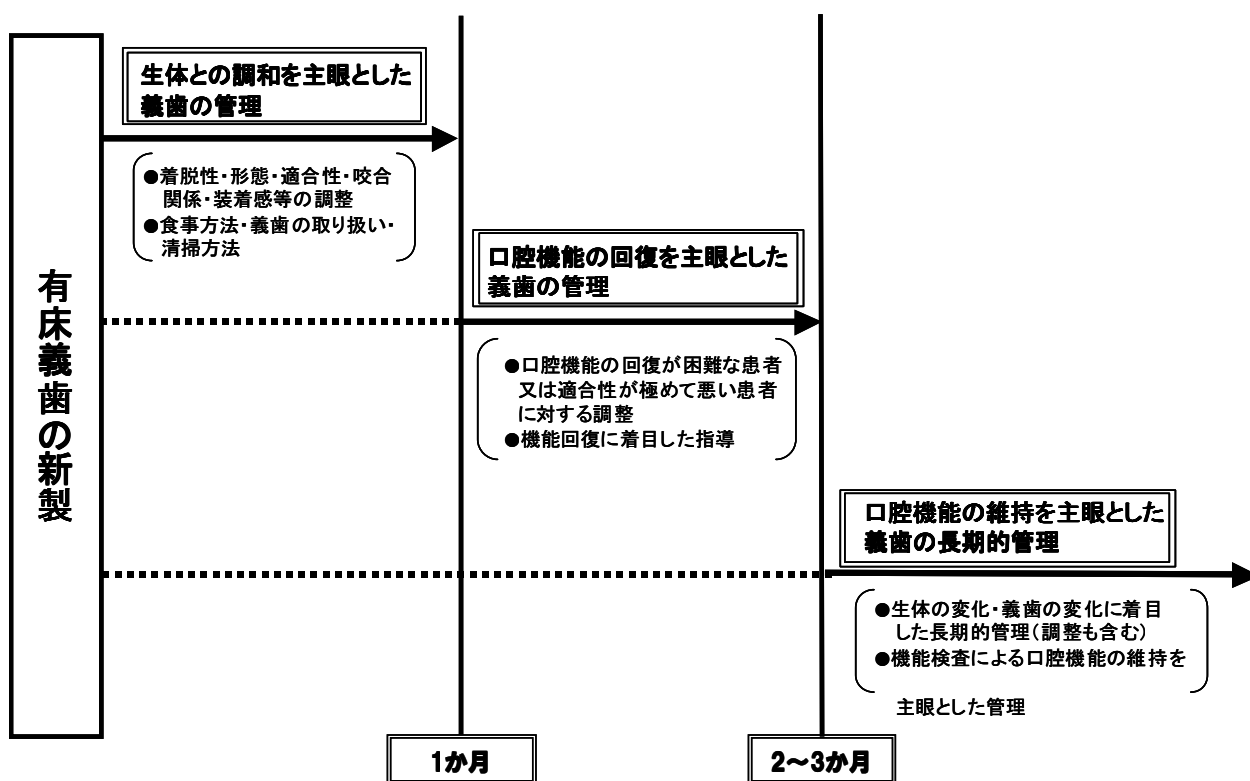 有床義歯の新製
生体との調和を主眼とした
義歯の管理
●着脱性・形態・適合性・咬合
関係・装着感等の調整
●食事方法・義歯の取り扱い・
清掃方法
口腔機能の回復を主眼とした
義歯の管理
●口腔機能の回復が困難な患者
又は適合性が極めて悪い患者
に対する調整
●機能回復に着目した指導
口腔機能の維持を主眼とした
義歯の長期的管理
●生体の変化・義歯の変化に着目
した長期的管理(調整も含む)
●機能検査による口腔機能の維持を
主眼とした管理
1か月
2〜3か月